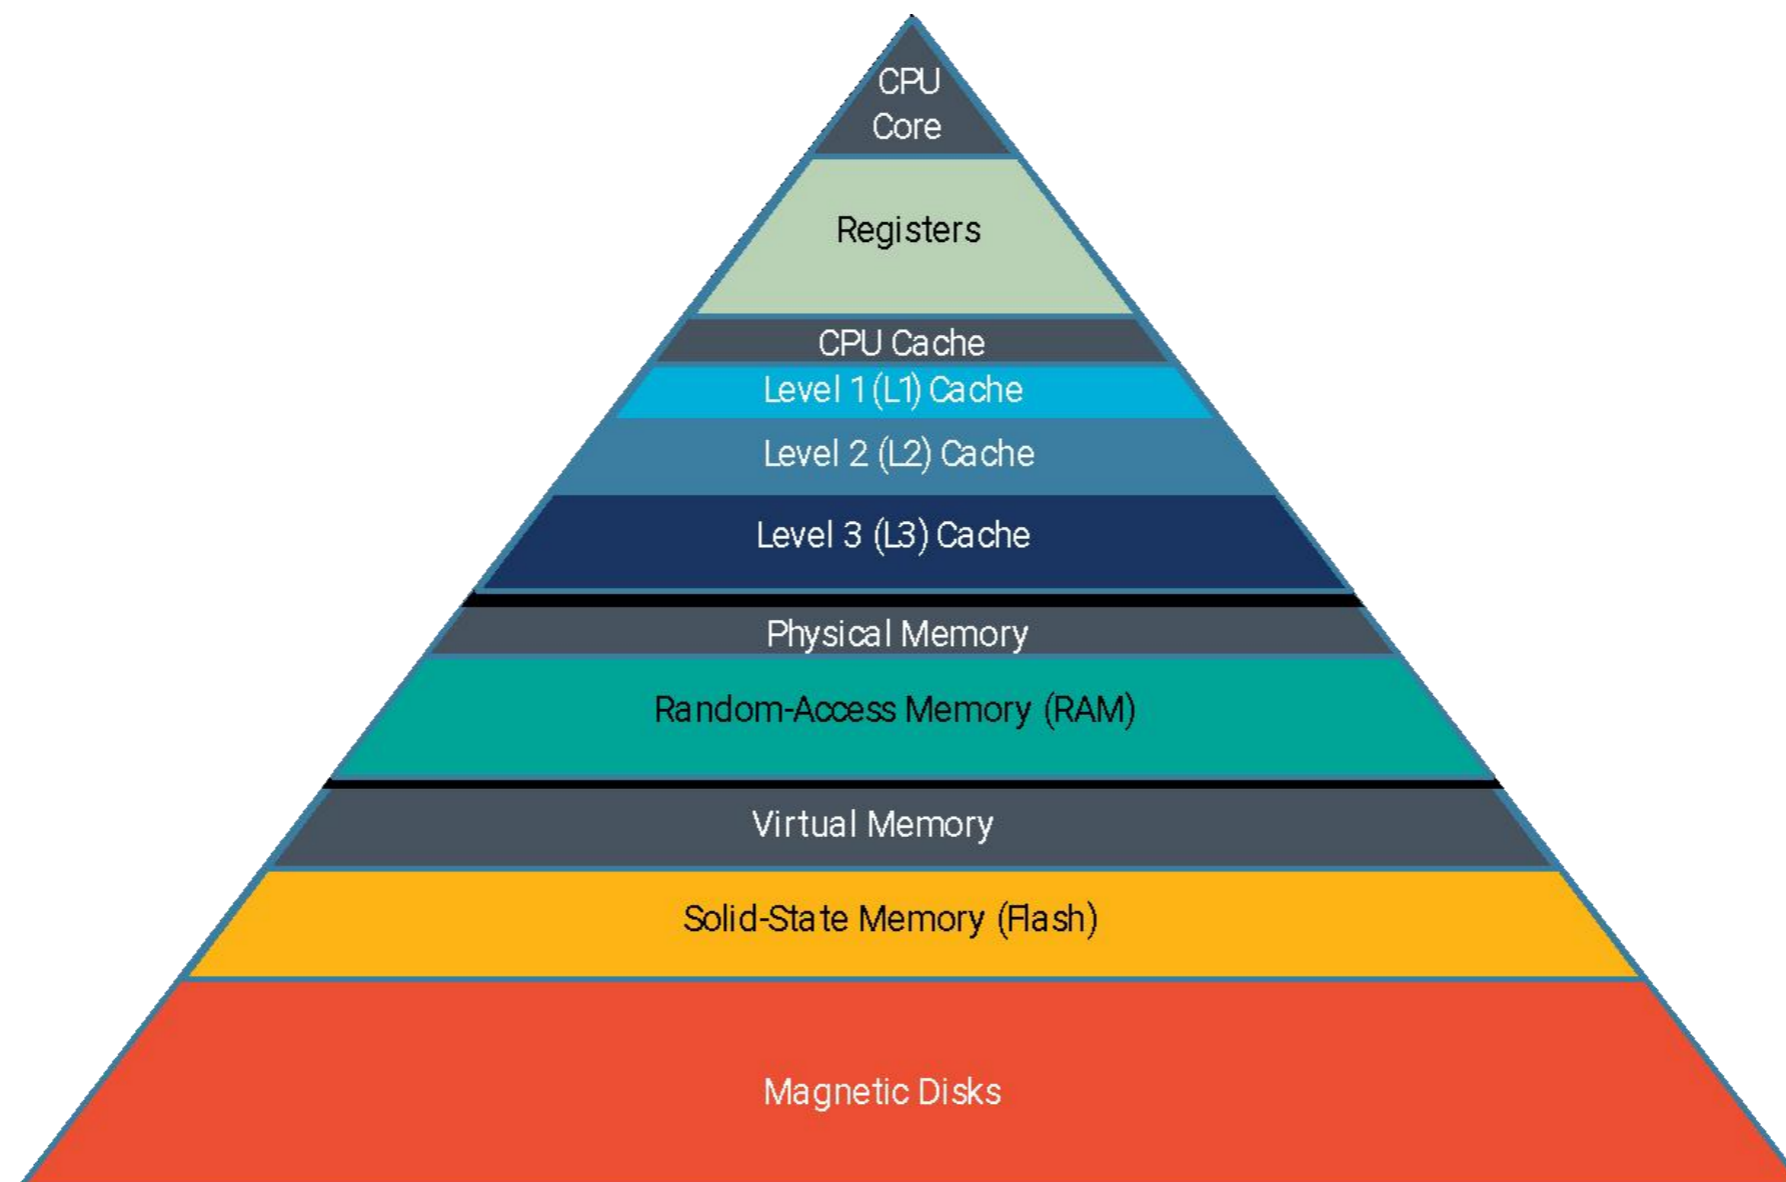 CPU
Core
Registers
CPU Cache
Level 1 (L1) Cache
Level 2 (L2) Cache
Level 3 (L3) Cache
Physical Memory
Random-Access Memory (RAM)
Virtual Memory
Solid-State Memory (Flash)
Magnetic Disks